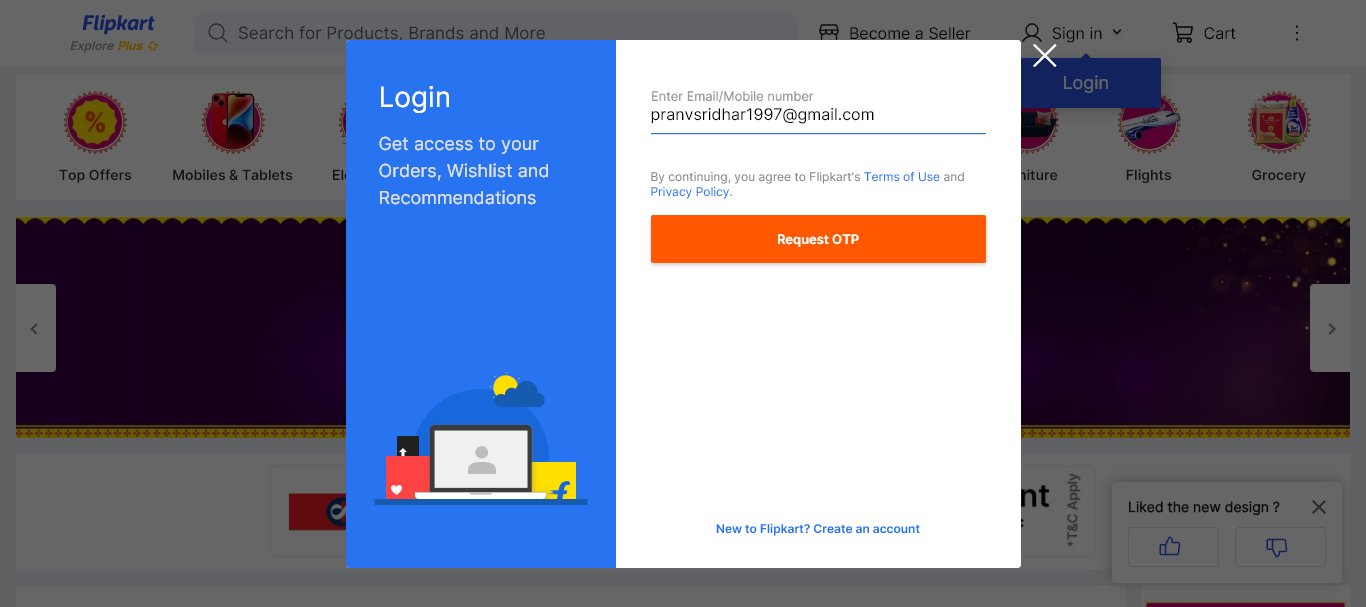 Flipkart
Explore Plus
Search for Products, Brands and More
Become a Seller
Sign in
Cart
Login
Top Offers
Mobiles & Tablets
Flights
Grocery
Login
Get access to your
Orders, Wishlist and
Recommendations
Enter Email/Mobile number
pranvsridhar1997@gmail.com
By continuing, you agree to Flipkart's Terms of Use and
Privacy Policy.
Request OTP
New to Flipkart? Create an account
*T&C Apply
Liked the new design ?